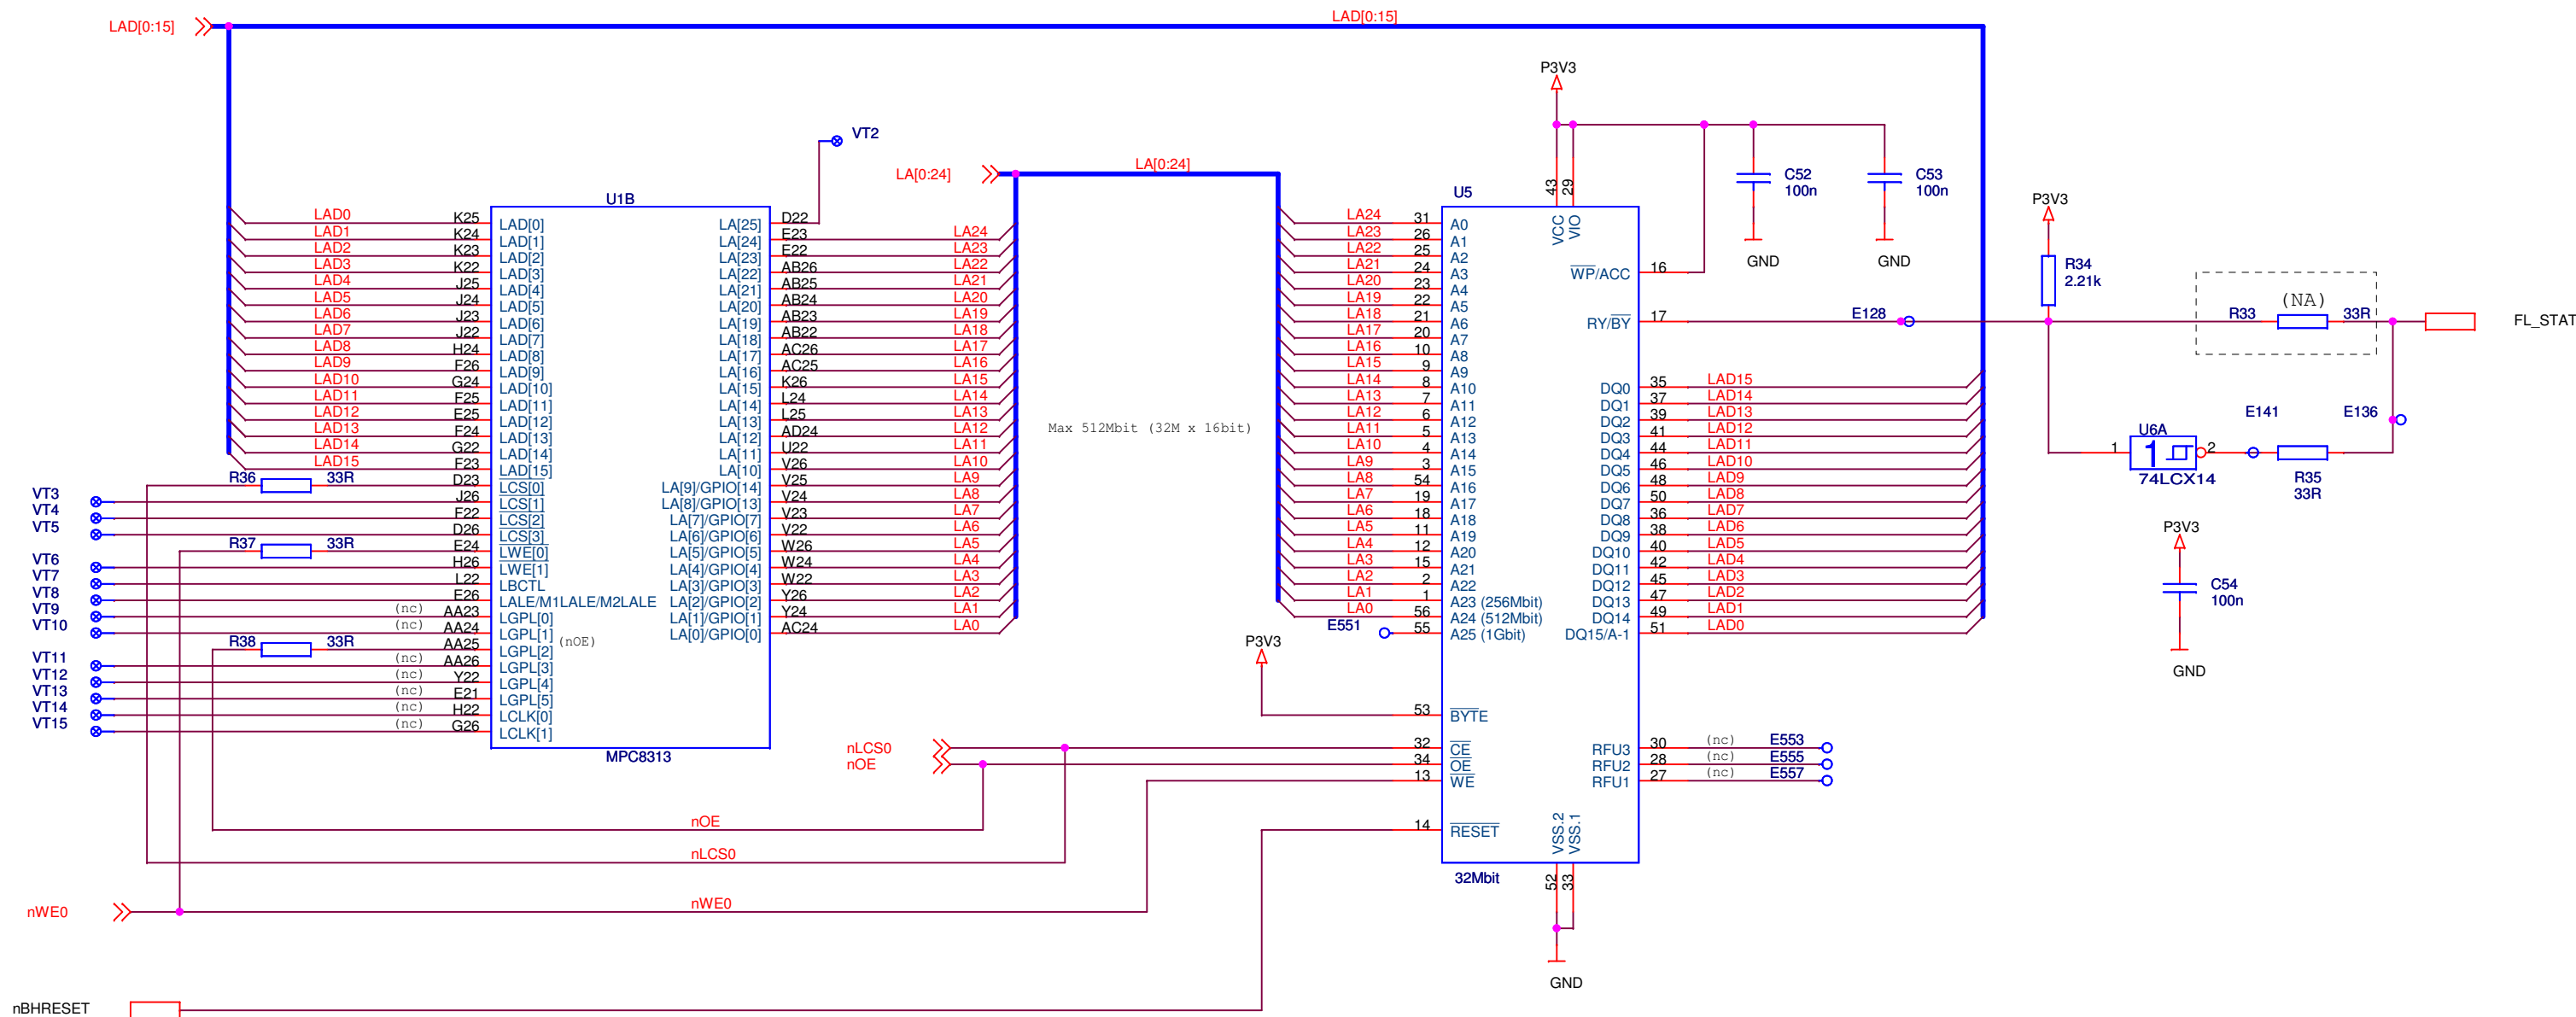 LAD[0:15]
LAD[0:15]
P3V3
VT2
LA[0:24]
LA[0:24]
C52
100n
C53
100n
GND
GND
U1B
LAD0 K25 LAD[0]
LAD1 K24 LAD[1]
LAD2 K23 LAD[2]
LAD3 K22 LAD[3]
LAD4 J25 LAD[4]
LAD5 J24 LAD[5]
LAD6 J23 LAD[6]
LAD7 J22 LAD[7]
LAD8 H24 LAD[8]
LAD9 F26 LAD[9]
LAD10 G24 LAD[10]
LAD11 F25 LAD[11]
LAD12 E25 LAD[12]
LAD13 F24 LAD[13]
LAD14 G22 LAD[14]
LAD15 F23 LAD[15]
R36 33R D23 LCS[0]
VT3 J26 LCS[1]
VT4 F22 LCS[2]
VT5 D26 LCS[3]
R37 33R E24 LWE[0]
VT6 H26 LWE[1]
VT7 L22 LBCTL
VT8 E26 LALE/M1LALE/M2LALE
VT9 (nc) AA23 LGPL[0]
VT10 (nc) AA24 LGPL[1]
R38 33R AA25 LGPL[2] (nOE)
VT11 (nc) AA26 LGPL[3]
VT12 (nc) Y22 LGPL[4]
VT13 (nc) E21 LGPL[5]
VT14 (nc) H22 LCLK[0]
VT15 (nc) G26 LCLK[1]
LA[25] D22
LA[24] E23 LA24
LA[23] E22 LA23
LA[22] AB26 LA22
LA[21] AB25 LA21
LA[20] AB24 LA20
LA[19] AB23 LA19
LA[18] AB22 LA18
LA[17] AC26 LA17
LA[16] AC25 LA16
LA[15] K26 LA15
LA[14] L24 LA14
LA[13] L25 LA13
LA[12] AD24 LA12
LA[11] U22 LA11
LA[10] V26 LA10
LA[9]/GPIO[14] V25 LA9
LA[8]/GPIO[13] V24 LA8
LA[7]/GPIO[7] V23 LA7
LA[6]/GPIO[6] V22 LA6
LA[5]/GPIO[5] W26 LA5
LA[4]/GPIO[4] W24 LA4
LA[3]/GPIO[3] W22 LA3
LA[2]/GPIO[2] Y26 LA2
LA[1]/GPIO[1] Y24 LA1
LA[0]/GPIO[0] AC24 LA0
MPC8313
Max 512Mbit (32M x 16bit)
U5
43 VCC
29 VIO
LA24 31 A0
LA23 26 A1
LA22 25 A2
LA21 24 A3
LA20 23 A4
LA19 22 A5
LA18 21 A6
LA17 20 A7
LA16 10 A8
LA15 9 A9
LA14 8 A10
LA13 7 A11
LA12 6 A12
LA11 5 A13
LA10 4 A14
LA9 3 A15
LA8 54 A16
LA7 19 A17
LA6 18 A18
LA5 11 A19
LA4 12 A20
LA3 15 A21
LA2 2 A22
LA1 1 A23 (256Mbit)
LA0 56 A24 (512Mbit)
E551 55 A25 (1Gbit)
P3V3
53 BYTE
nLCS0 32 CE
nOE 34 OE
13 WE
14 RESET
WP/ACC 16
RY/BY 17
E128
DQ0 35 LAD15
DQ1 37 LAD14
DQ2 39 LAD13
DQ3 41 LAD12
DQ4 44 LAD11
DQ5 46 LAD10
DQ6 48 LAD9
DQ7 50 LAD8
DQ8 36 LAD7
DQ9 38 LAD6
DQ10 40 LAD5
DQ11 42 LAD4
DQ12 45 LAD3
DQ13 47 LAD2
DQ14 49 LAD1
DQ15/A-1 51 LAD0
RFU3 30 (nc) E553
RFU2 28 (nc) E555
RFU1 27 (nc) E557
VSS.2 52
VSS.1 33
32Mbit
GND
P3V3
R34
2.21k
(NA)
R33 33R
FL_STAT
E141
E136
U6A
1
1
2
74LCX14
R35
33R
P3V3
C54
100n
GND
nOE
nLCS0
nWE0
nWE0
nBHRESET